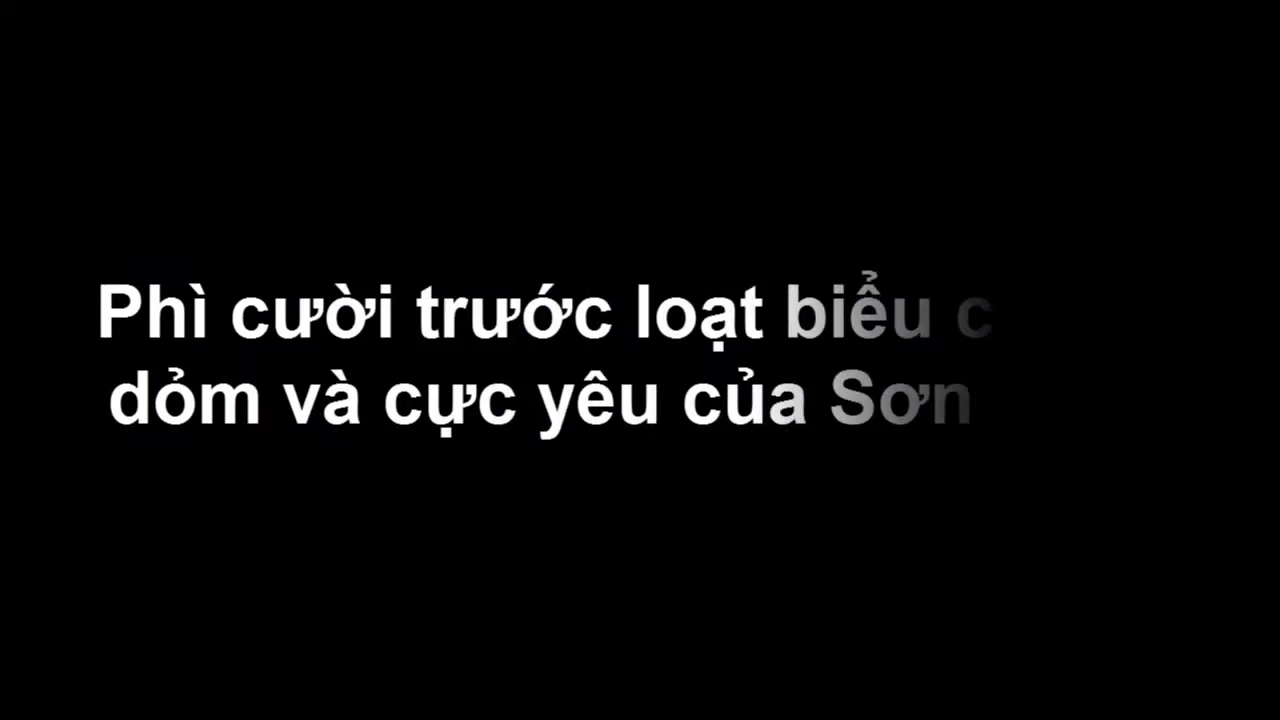 Phì cười trước loạt biểu c
dỏm và cực yêu của Sơn